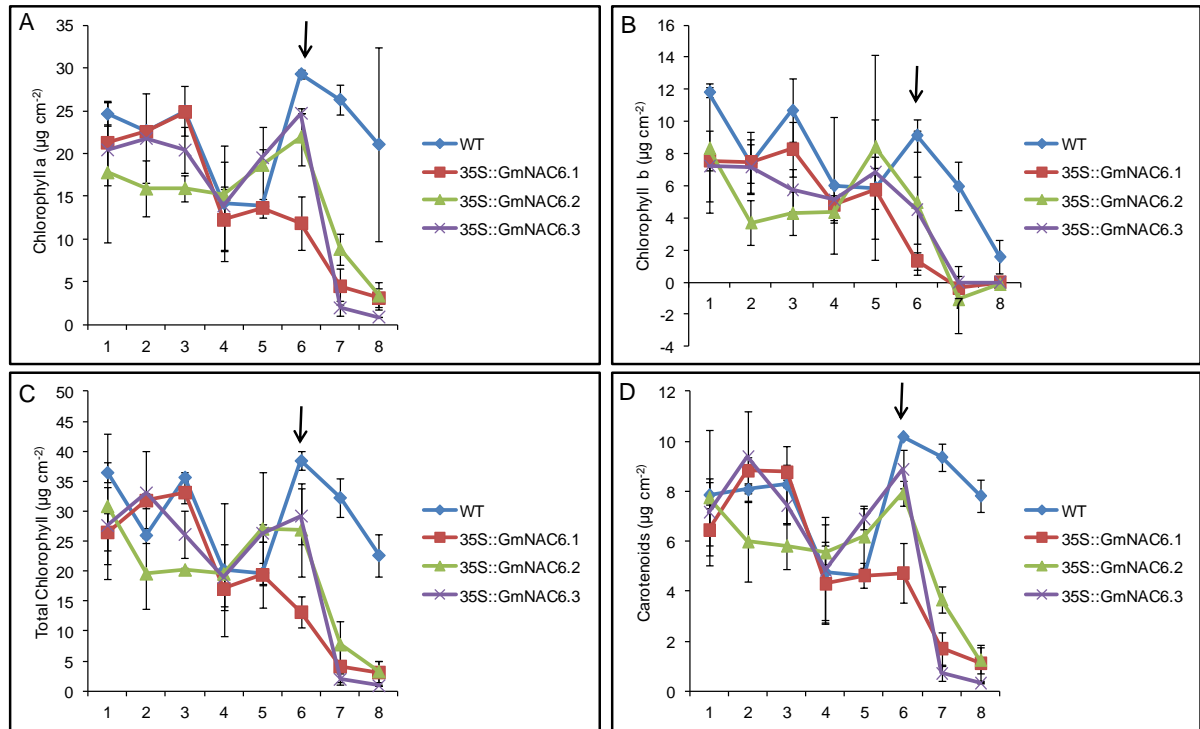 A
Chlorophyll a (µg cm-2)
35
30
25
20
15
10
5
0
1 2 3 4 5 6 7 8
WT
35S::GmNAC6.1
35S::GmNAC6.2
35S::GmNAC6.3
B
Chlorophyll b (µg cm-2)
16
14
12
10
8
6
4
2
0
-2
-4
1 2 3 4 5 6 7 8
WT
35S::GmNAC6.1
35S::GmNAC6.2
35S::GmNAC6.3
C
Total Chlorophyll (µg cm-2)
50
45
40
35
30
25
20
15
10
5
0
1 2 3 4 5 6 7 8
WT
35S::GmNAC6.1
35S::GmNAC6.2
35S::GmNAC6.3
D
Carotenoids (µg cm-2)
12
10
8
6
4
2
0
1 2 3 4 5 6 7 8
WT
35S::GmNAC6.1
35S::GmNAC6.2
35S::GmNAC6.3